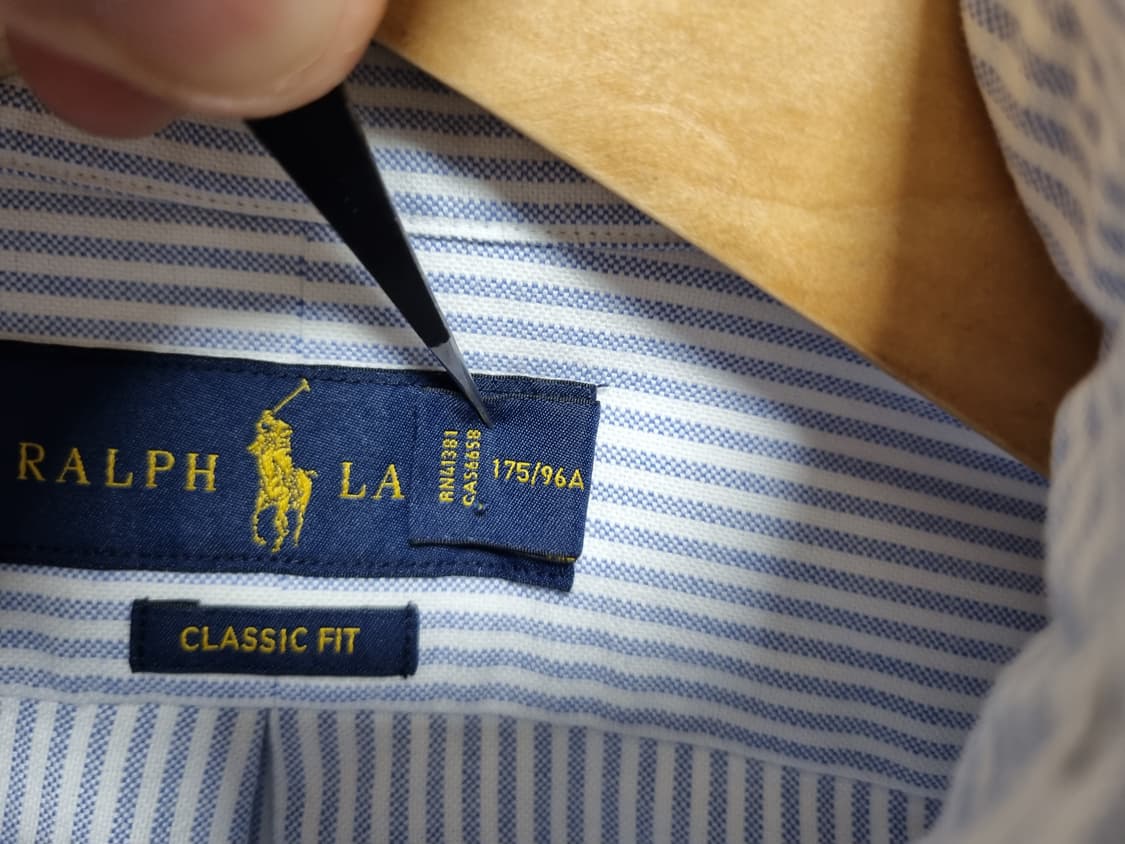 RALPH LA
RN41381
CA56658
175/96A
CLASSIC FIT